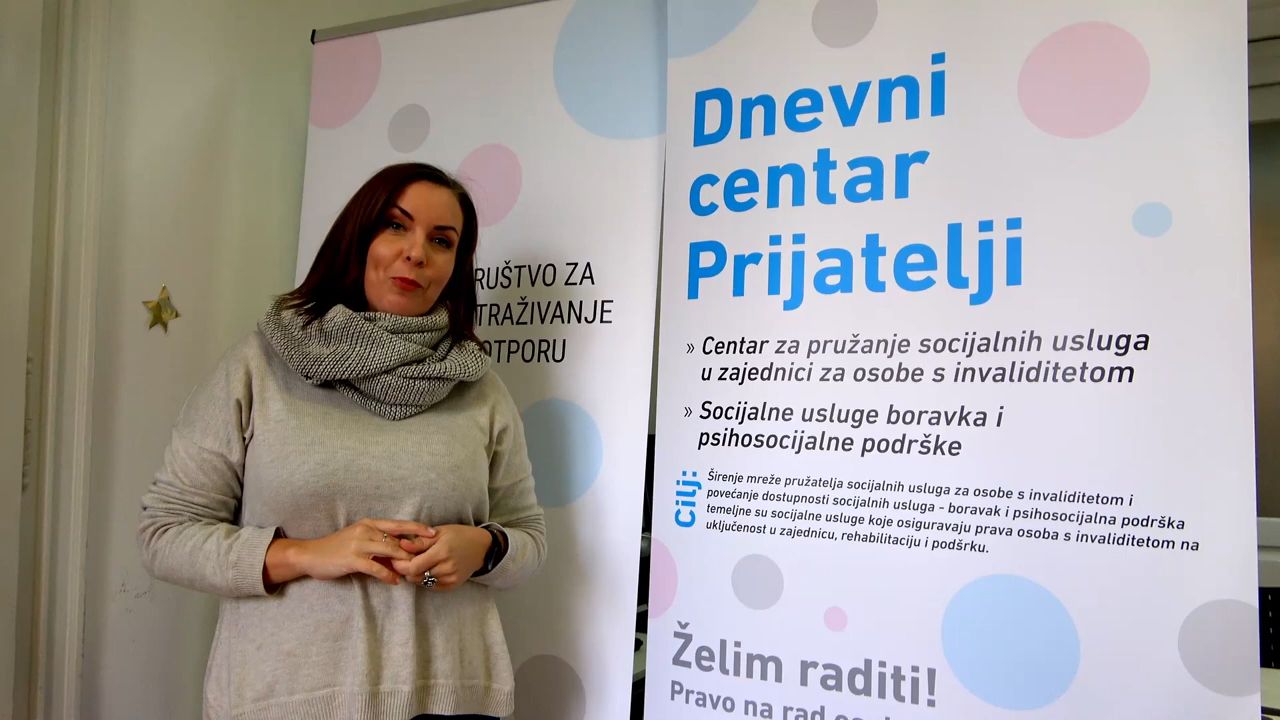 RUŠTVO ZA
TRAŽIVANJE
OTPORU
Dnevni
centar
Prijatelji
» Centar za pružanje socijalnih usluga
u zajednici za osobe s invaliditetom
» Socijalne usluge boravka i
psihosocijalne podrške
cilj:
Širenje mreže pružatelja socijalnih usluga za osobe s invaliditetom i
povećanje dostupnosti socijalnih usluga - boravak i psihosocijalna podrška
temeljne su socijalne usluge koje osiguravaju prava osoba s invaliditetom na
uključenost u zajednicu, rehabilitaciju i podšrku.
Želim raditi!
Pravo na rad